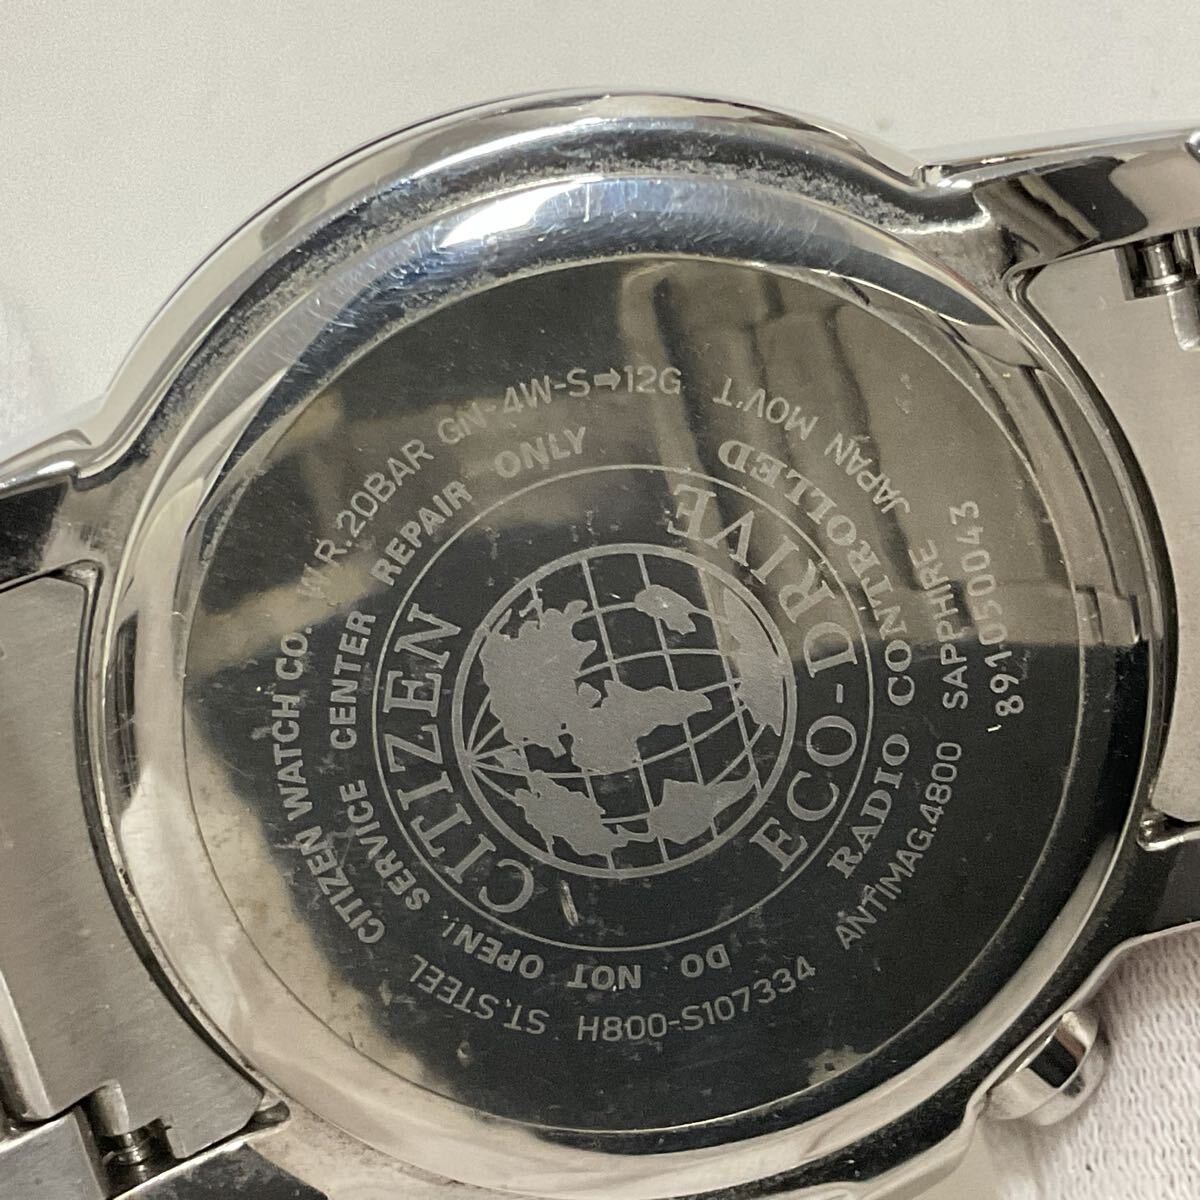 CITIZEN WATCH CO. W.R.20BAR GN-4W-S➡12G JAPAN MOV'T
SERVICE CENTER REPAIR ONLY
DO NOT OPEN!
CITIZEN
ECO-DRIVE
RADIO CONTROLLED
ST.STEEL H800-S107334 ANTIMAG.4800 SAPPHIRE
891050043